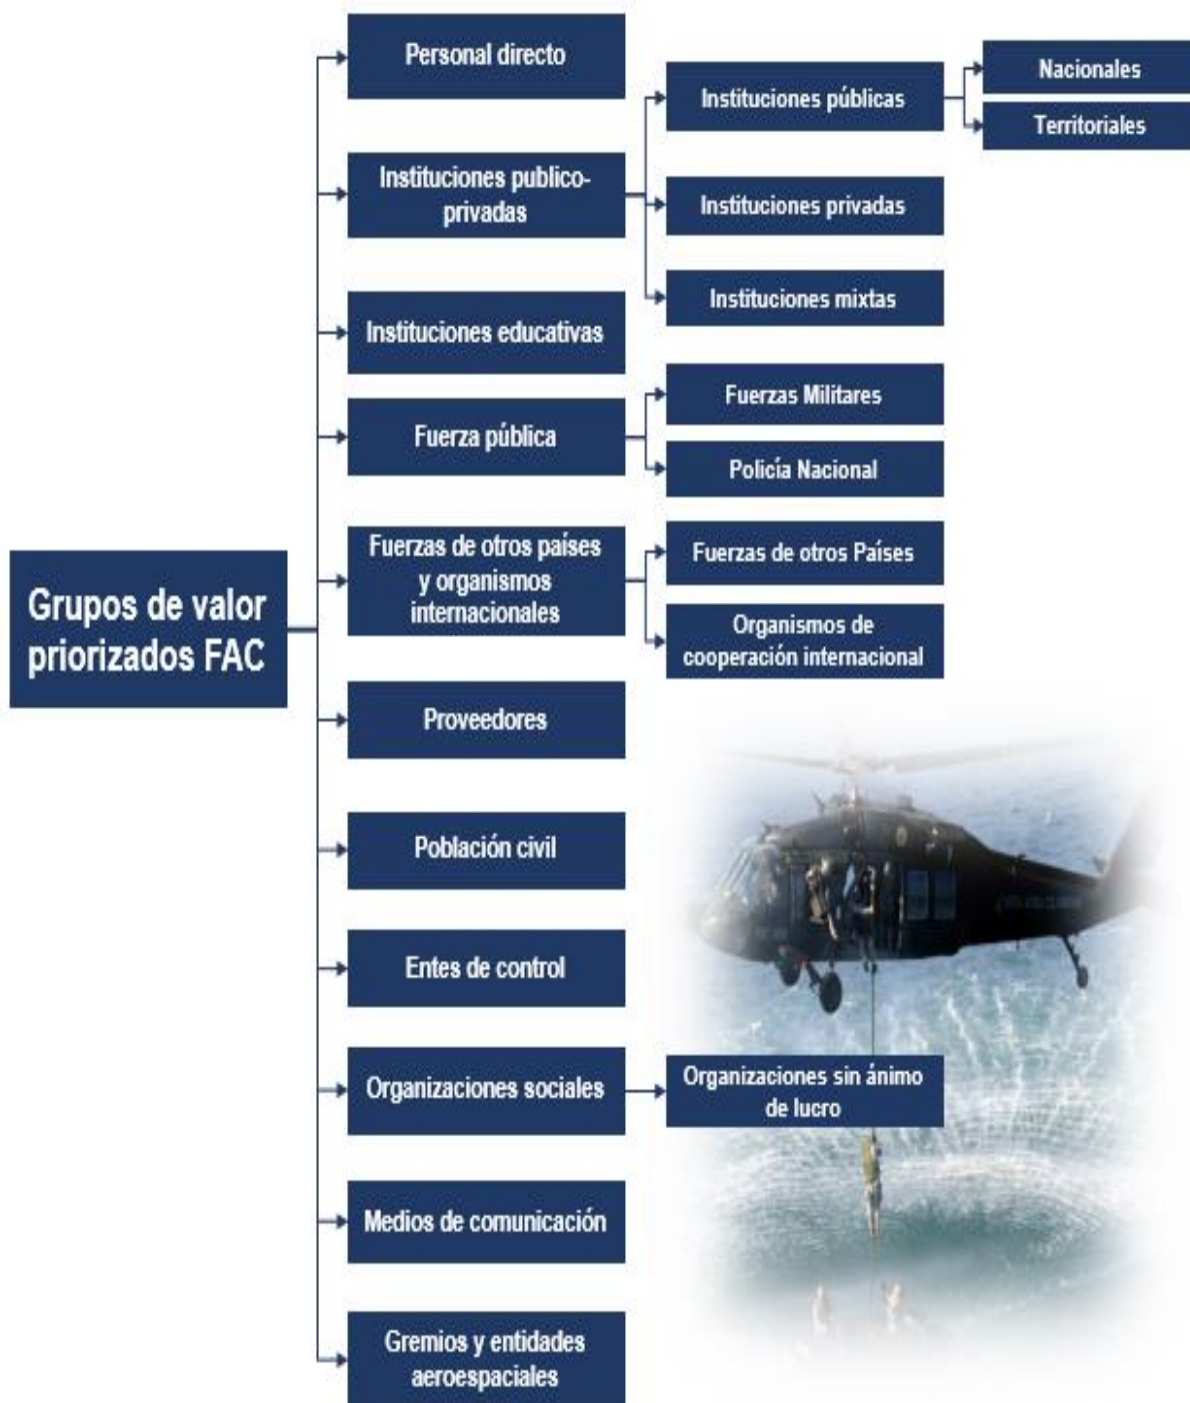 Grupos de valor
priorizados FAC
Personal directo
Instituciones publico-
privadas
Instituciones públicas
Nacionales
Territoriales
Instituciones privadas
Instituciones mixtas
Instituciones educativas
Fuerza pública
Fuerzas Militares
Policía Nacional
Fuerzas de otros países
y organismos
internacionales
Fuerzas de otros Países
Organismos de
cooperación internacional
Proveedores
Población civil
Entes de control
Organizaciones sociales
Organizaciones sin ánimo
de lucro
Medios de comunicación
Gremios y entidades
aeroespaciales